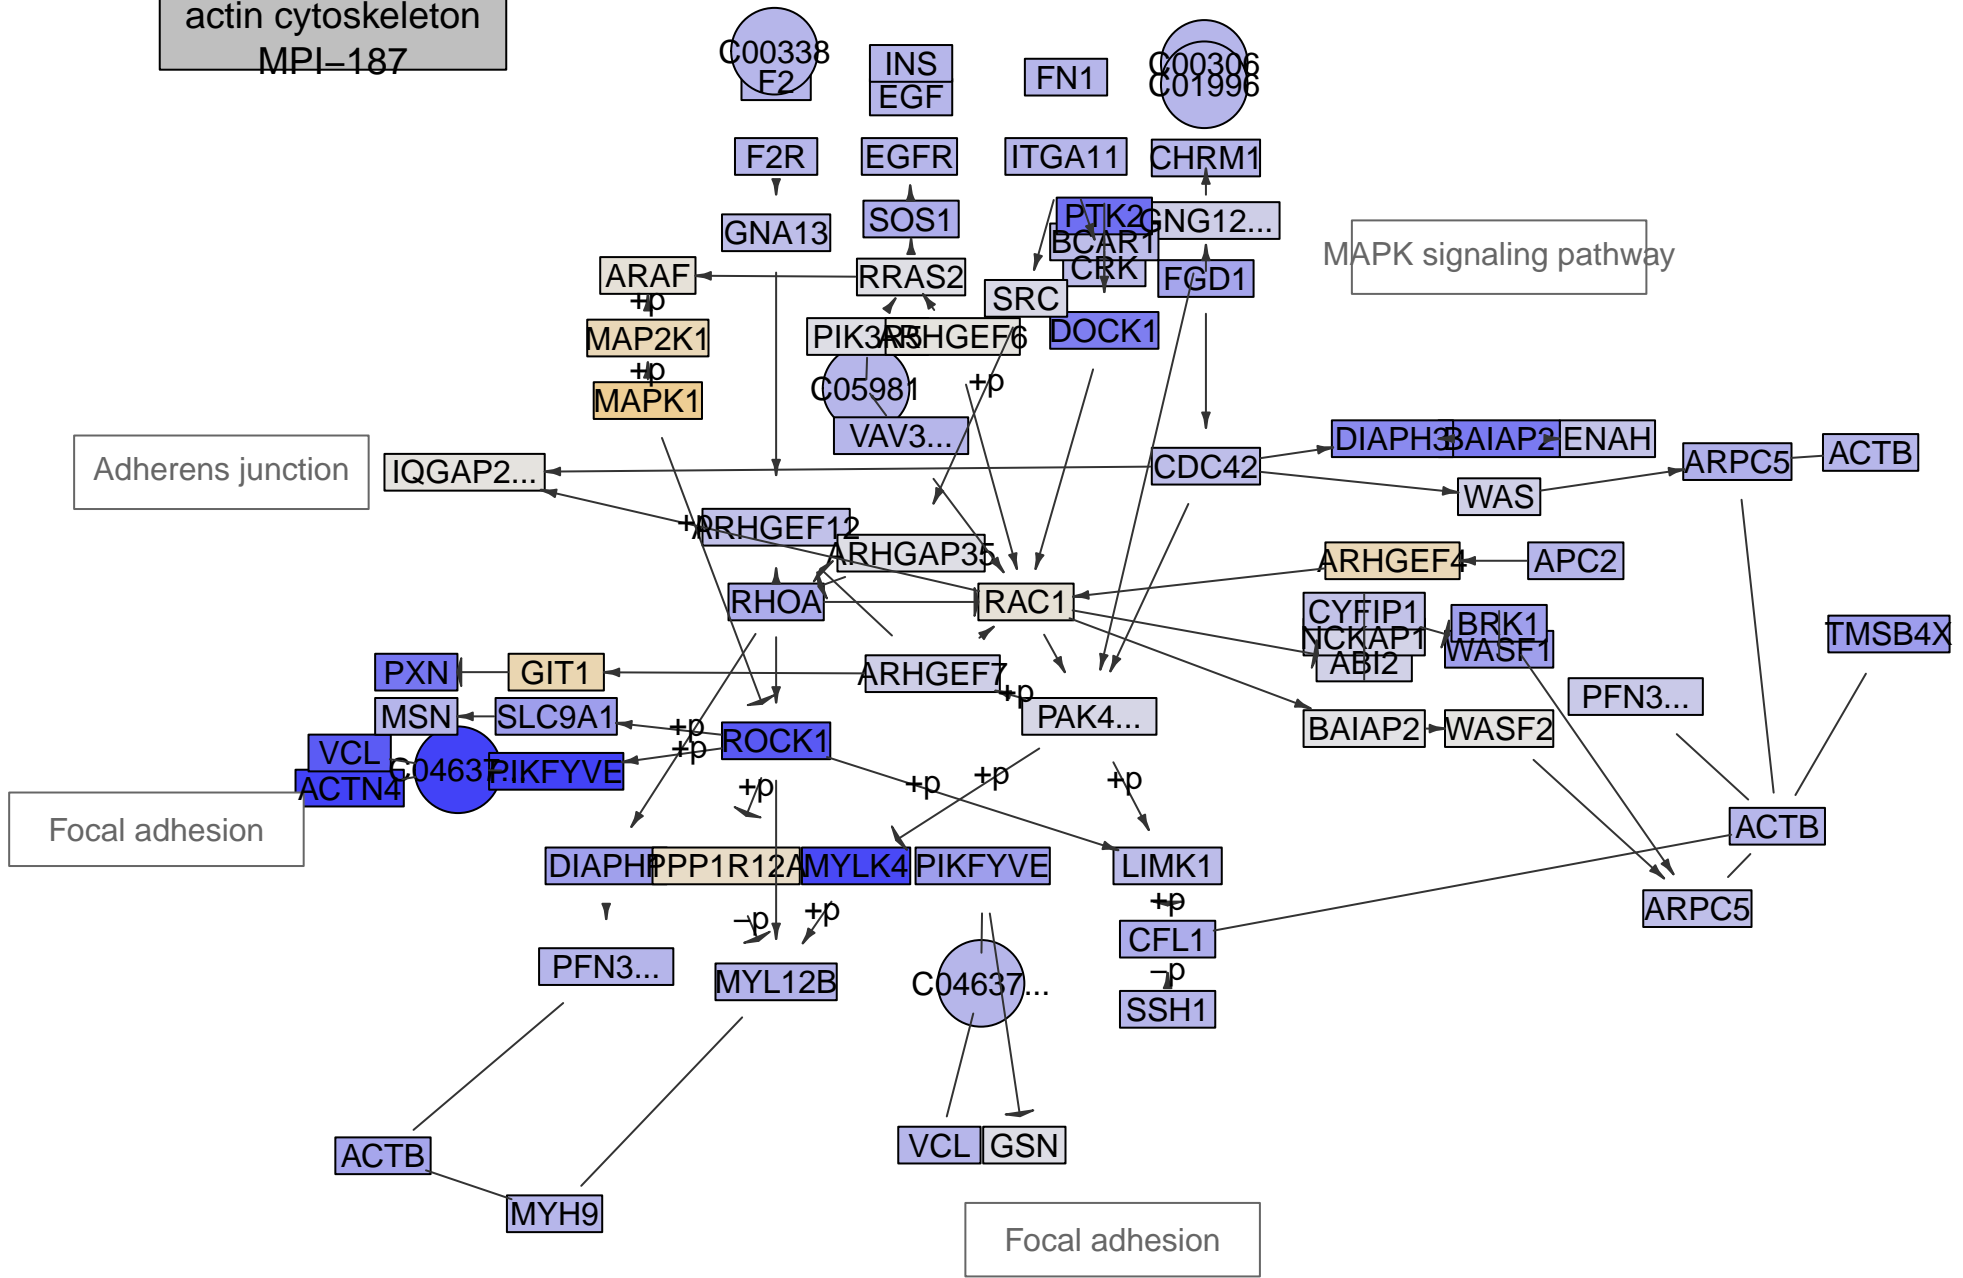 actin cytoskeleton
MPI−187
C00338
F2
INS
EGF
FN1
C00306
C01996
F2R
EGFR
ITGA11
CHRM1
GNA13
SOS1
PTK2
GNG12...
BCAR1
CRK
MAPK signaling pathway
ARAF
RRAS2
SRC
FGD1
+p
MAP2K1
ARHGEF6
DOCK1
+p
MAPK1
C05981
+p
VAV3...
DIAPH3
BAIAP2
ENAH
ARPC5
ACTB
Adherens junction
IQGAP2...
CDC42
WAS
+p
ARHGEF12
ARHGAP35
ARHGEF4
APC2
RHOA
RAC1
CYFIP1
NCKAP1
ABI2
BRK1
WASF1
TMSB4X
PXN
GIT1
ARHGEF7
+p
PFN3...
MSN
SLC9A1
+p
PAK4...
BAIAP2
WASF2
VCL
ROCK1
+p
ACTN4
C04637...
PIKFYVE
+p
+p
+p
+p
Focal adhesion
ACTB
PPP1R12A
MYLK4
PIKFYVE
LIMK1
−p
+p
+p
ARPC5
CFL1
PFN3...
MYL12B
C04637...
−p
SSH1
ACTB
VCL
GSN
MYH9
Focal adhesion